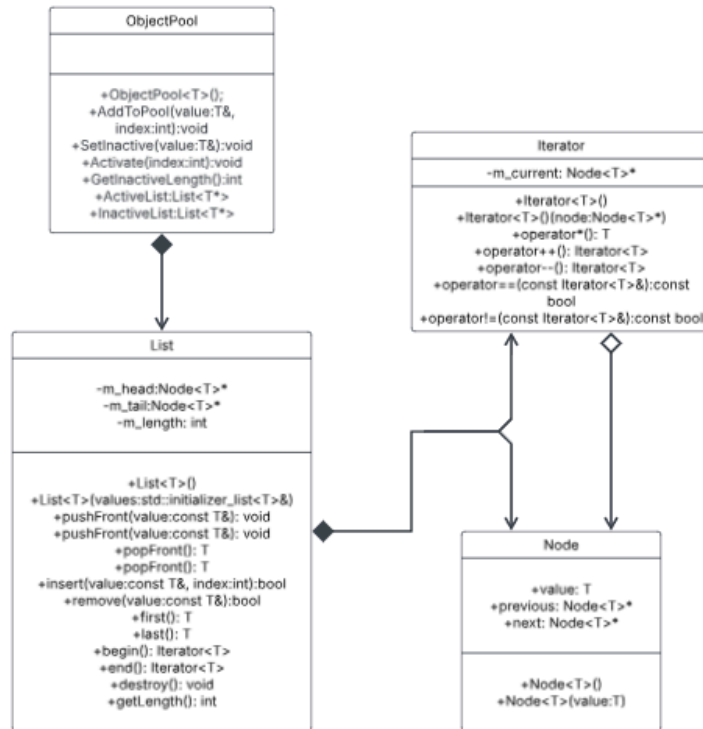 ObjectPool
+ObjectPool<T>();
+AddToPool(value:T&,
index:int):void
+SetInactive(value:T&):void
+Activate(index:int):void
+GetInactiveLength():int
+ActiveList:List<T*>
+InactiveList:List<T*>
Iterator
-m_current: Node<T>*
+Iterator<T>()
+Iterator<T>()(node:Node<T>*)
+operator*(): T
+operator++(): Iterator<T>
+operator--(): Iterator<T>
+operator==(const Iterator<T>&):const
bool
+operator!=(const Iterator<T>&):const bool
List
-m_head:Node<T>*
-m_tail:Node<T>*
-m_length: int
+List<T>()
+List<T>(values:std::initializer_list<T>&)
+pushFront(value:const T&): void
+pushFront(value:const T&): void
+popFront(): T
+popFront(): T
+insert(value:const T&, index:int):bool
+remove(value:const T&):bool
+first(): T
+last(): T
+begin(): Iterator<T>
+end(): Iterator<T>
+destroy(): void
+getLength(): int
Node
+value: T
+previous: Node<T>*
+next: Node<T>*
+Node<T>()
+Node<T>(value:T)